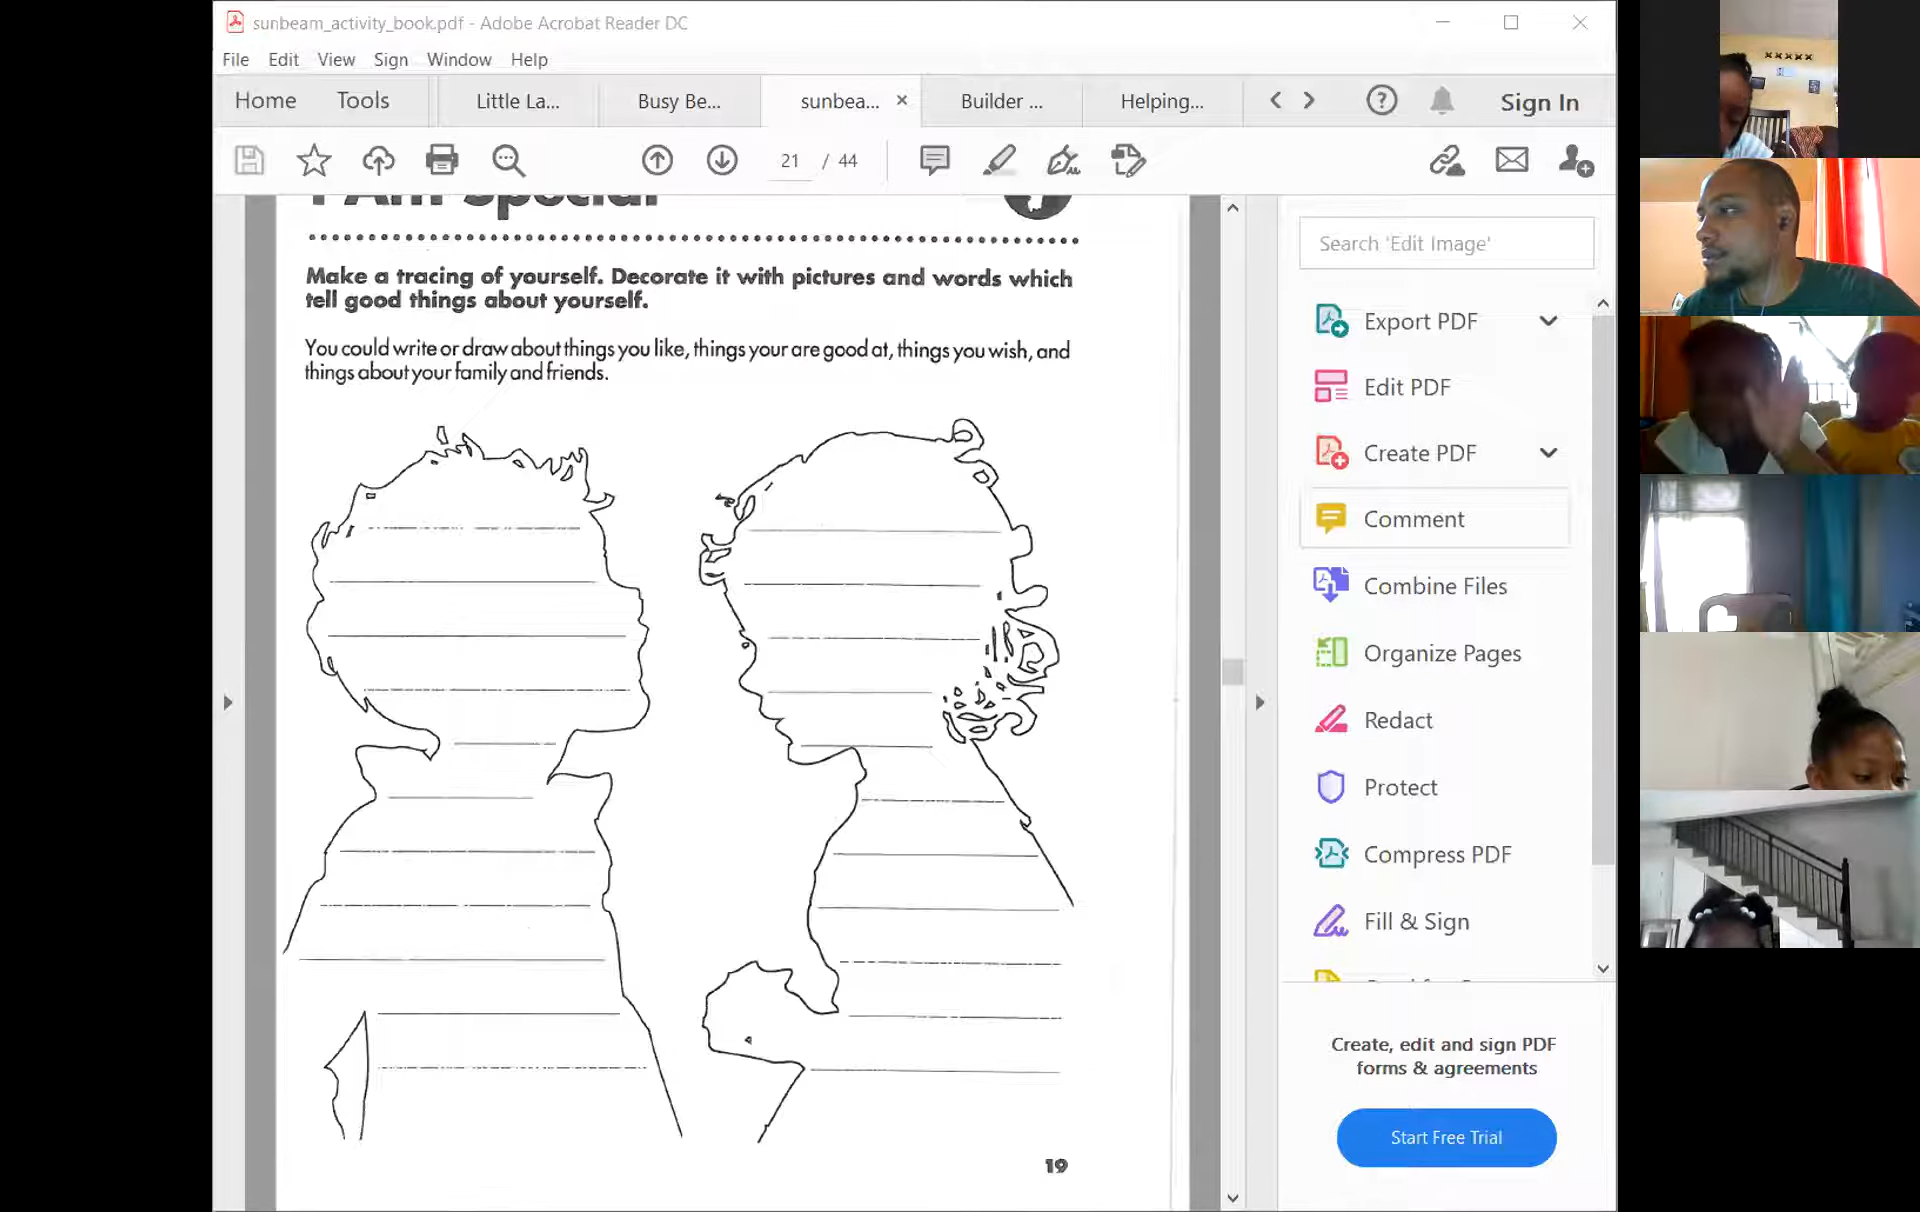 sunbeam_activity_book.pdf - Adobe Acrobat Reader DC
File Edit View Sign Window Help
Home Tools Little La... Busy Be... sunbea... × Builder ... Helping... Sign In
21 / 44
I Am Special
Make a tracing of yourself. Decorate it with pictures and words which
tell good things about yourself.
You could write or draw about things you like, things your are good at, things you wish, and
things about your family and friends.
19
Search 'Edit Image'
Export PDF
Edit PDF
Create PDF
Comment
Combine Files
Organize Pages
Redact
Protect
Compress PDF
Fill & Sign
Create, edit and sign PDF
forms & agreements
Start Free Trial